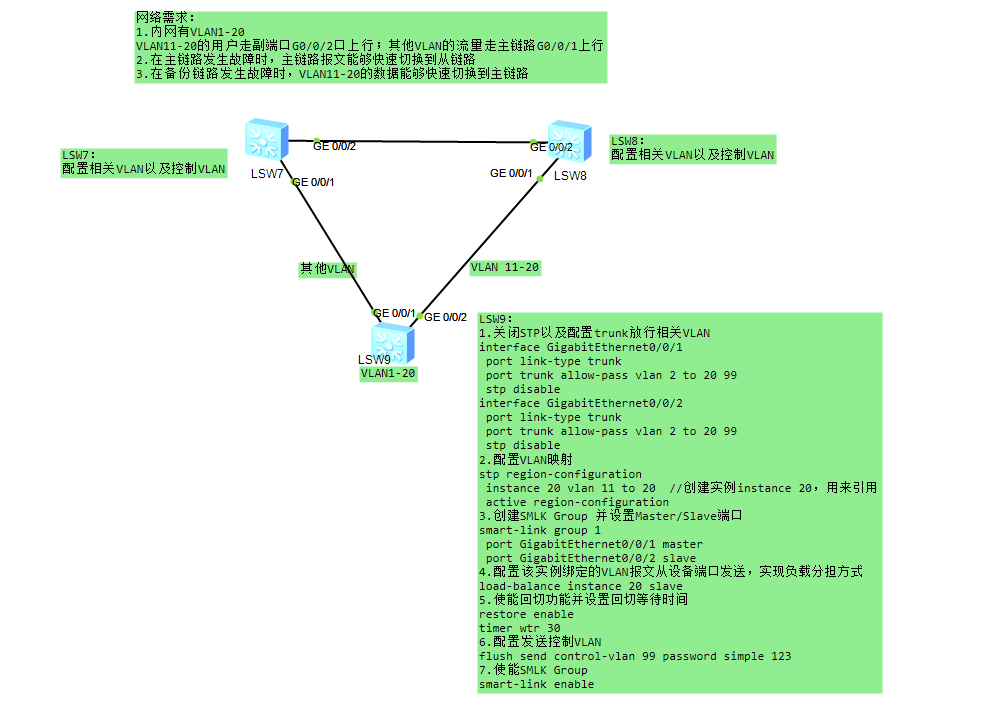 网络需求：
1.内网有VLAN1-20
VLAN11-20的用户走副端口G0/0/2口上行；其他VLAN的流量走主链路G0/0/1上行
2.在主链路发生故障时，主链路报文能够快速切换到从链路
3.在备份链路发生故障时，VLAN11-20的数据能够快速切换到主链路
LSW7：
配置相关VLAN以及控制VLAN
LSW7
GE 0/0/2
GE 0/0/1
GE 0/0/2
GE 0/0/1
LSW8
LSW8：
配置相关VLAN以及控制VLAN
其他VLAN
VLAN 11-20
GE 0/0/1
GE 0/0/2
LSW9
VLAN1-20
LSW9：
1.关闭STP以及配置trunk放行相关VLAN
interface GigabitEthernet0/0/1
port link-type trunk
port trunk allow-pass vlan 2 to 20 99
stp disable
interface GigabitEthernet0/0/2
port link-type trunk
port trunk allow-pass vlan 2 to 20 99
stp disable
2.配置VLAN映射
stp region-configuration
instance 20 vlan 11 to 20  //创建实例instance 20，用来引用
active region-configuration
3.创建SMLK Group 并设置Master/Slave端口
smart-link group 1
port GigabitEthernet0/0/1 master
port GigabitEthernet0/0/2 slave
4.配置该实例绑定的VLAN报文从设备端口发送，实现负载分担方式
load-balance instance 20 slave
5.使能回切功能并设置回切等待时间
restore enable
timer wtr 30
6.配置发送控制VLAN
flush send control-vlan 99 password simple 123
7.使能SMLK Group
smart-link enable